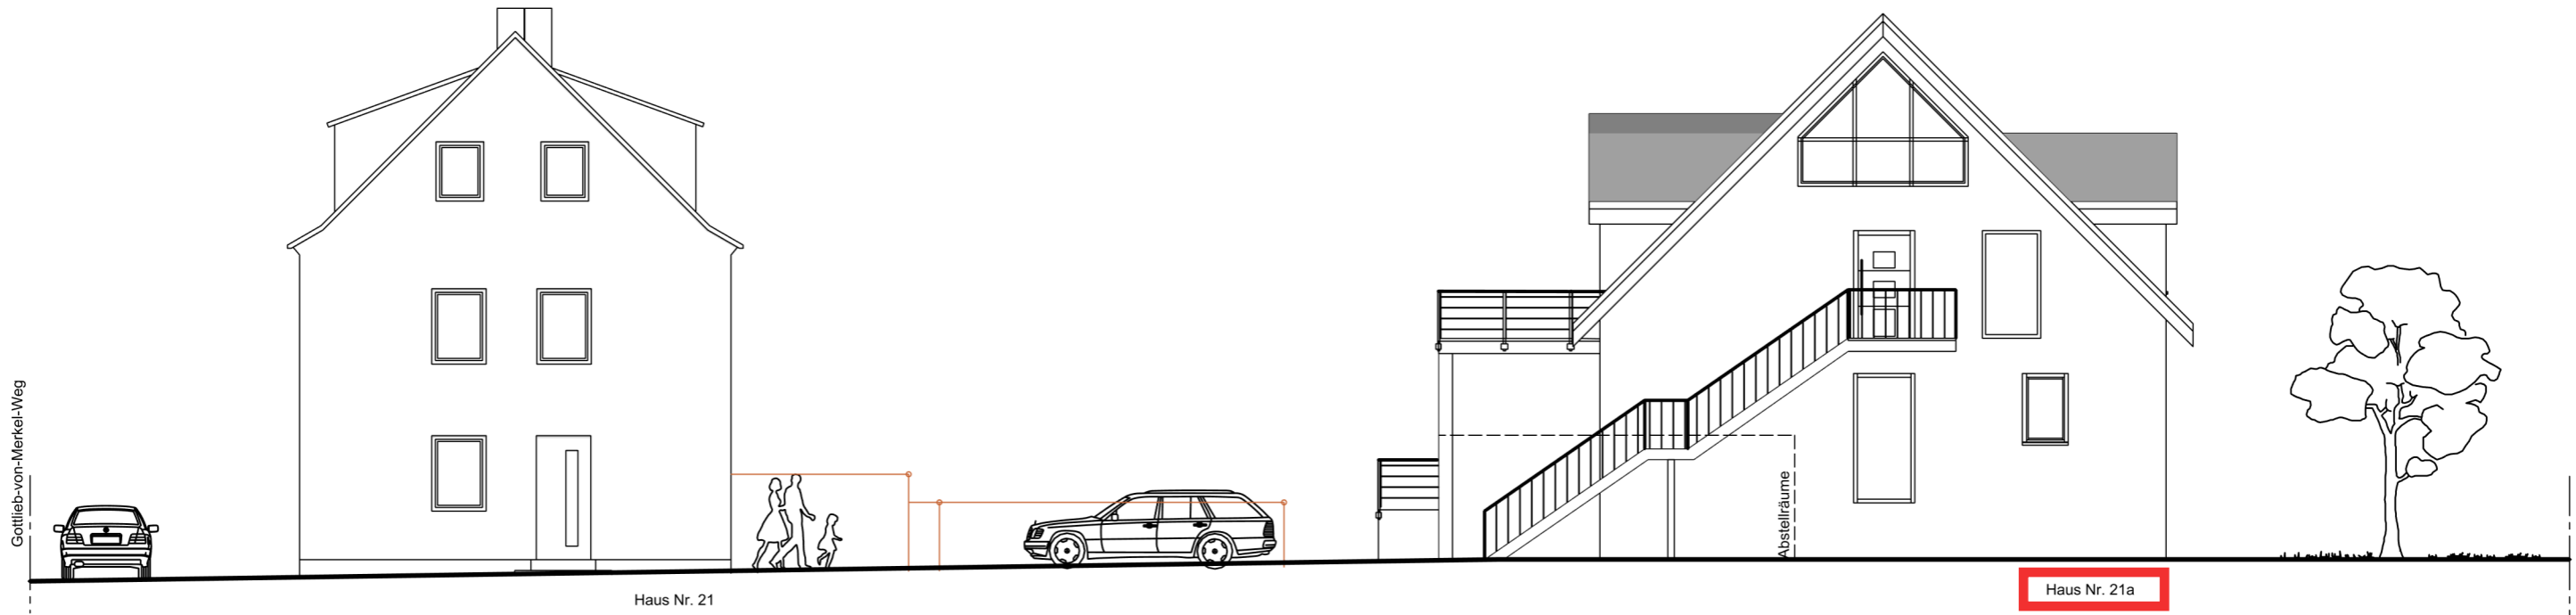 Gottlieb-von-Merkel-Weg
Haus Nr. 21
Abstellräume
Haus Nr. 21a